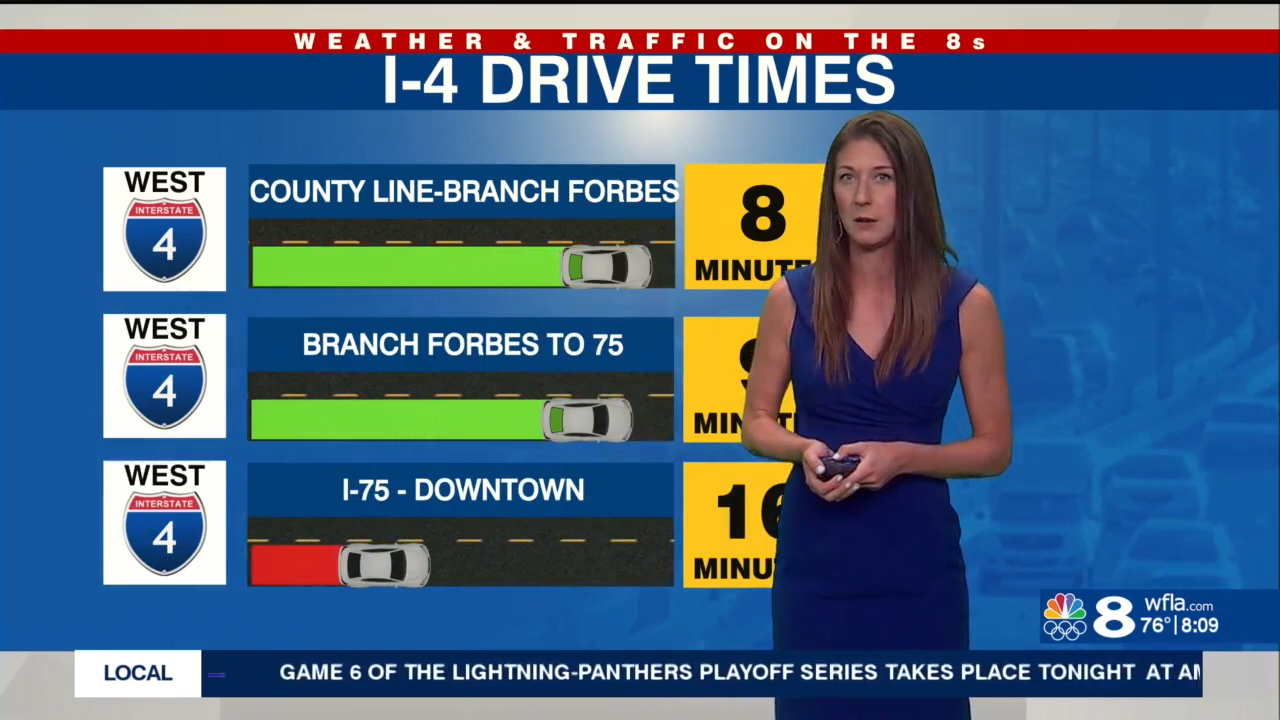 WEATHER & TRAFFIC ON THE 8s
I-4 DRIVE TIMES
WEST
INTERSTATE
4
COUNTY LINE-BRANCH FORBES
8
WEST
INTERSTATE
4
BRANCH FORBES TO 75
WEST
INTERSTATE
4
I-75 - DOWNTOWN
16
8 wfla.com
76° | 8:09
LOCAL
GAME 6 OF THE LIGHTNING-PANTHERS PLAYOFF SERIES TAKES PLACE TONIGHT AT